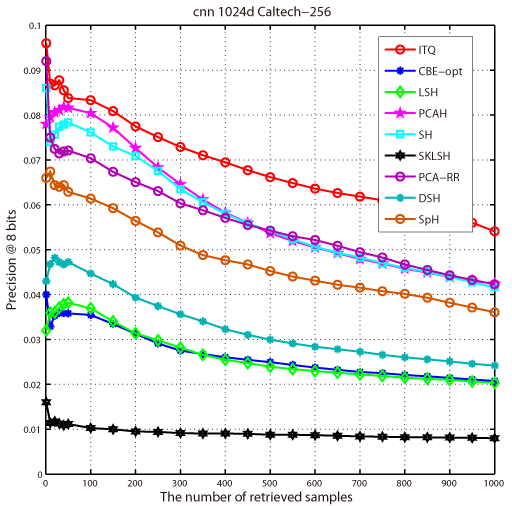 cnn 1024d Caltech−256
0.1
0.09
0.08
0.07
0.06
0.05
0.04
0.03
0.02
0.01
0
Precision @ 8 bits
ITQ
CBE−opt
LSH
PCAH
SH
SKLSH
PCA−RR
DSH
SpH
0 100 200 300 400 500 600 700 800 900 1000
The number of retrieved samples